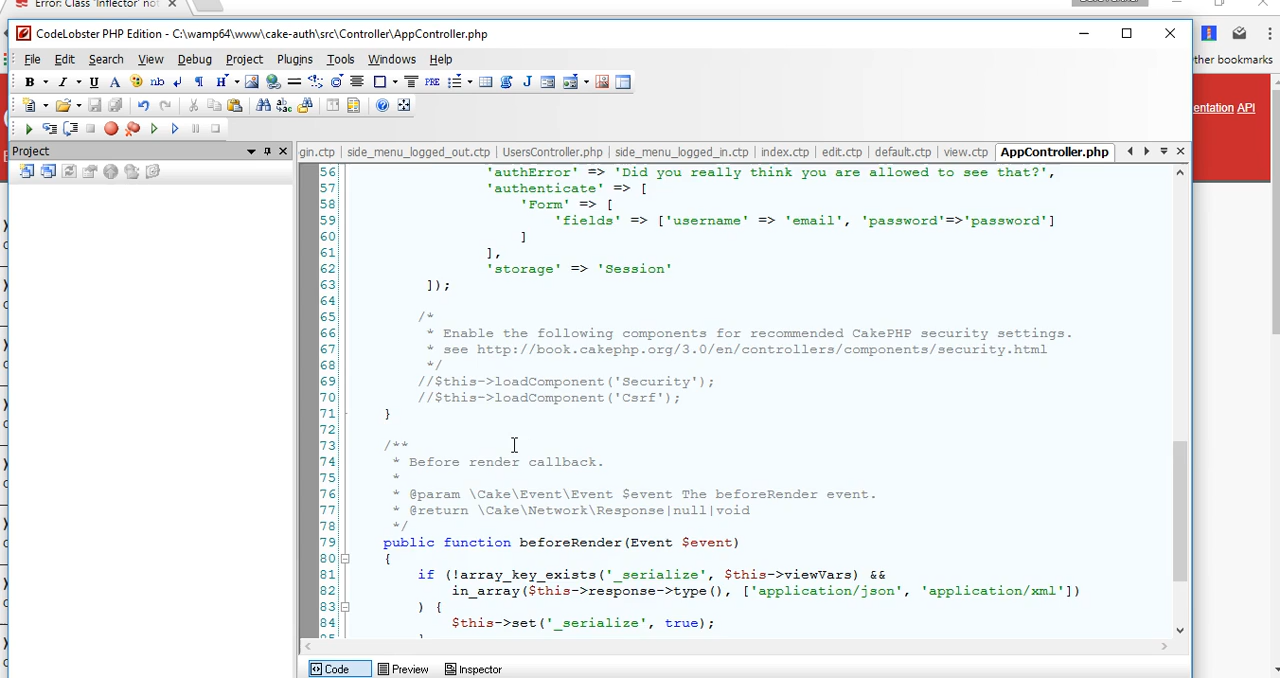 Error: Class 'Inflector' not
CodeLobster PHP Edition - C:\wamp64\www\cake-auth\src\Controller\AppController.php
File Edit Search View Debug Project Plugins Tools Windows Help
ther bookmarks
B I U A nb ¶ H PRE J
entation API
Project
gin.ctp side_menu_logged_out.ctp UsersController.php side_menu_logged_in.ctp index.ctp edit.ctp default.ctp view.ctp AppController.php
56 'authError' => 'Did you really think you are allowed to see that?',
57 'authenticate' => [
58 'Form' => [
59 'fields' => ['username' => 'email', 'password'=>'password']
60 ]
61 ],
62 'storage' => 'Session'
63 ]);
64
65 /*
66 * Enable the following components for recommended CakePHP security settings.
67 * see http://book.cakephp.org/3.0/en/controllers/components/security.html
68 */
69 //$this->loadComponent('Security');
70 //$this->loadComponent('Csrf');
71 }
72
73 /**
74 * Before render callback.
75 *
76 * @param \Cake\Event\Event $event The beforeRender event.
77 * @return \Cake\Network\Response|null|void
78 */
79 public function beforeRender(Event $event)
80 {
81 if (!array_key_exists('_serialize', $this->viewVars) &&
82 in_array($this->response->type(), ['application/json', 'application/xml'])
83 ) {
84 $this->set('_serialize', true);
Code Preview Inspector